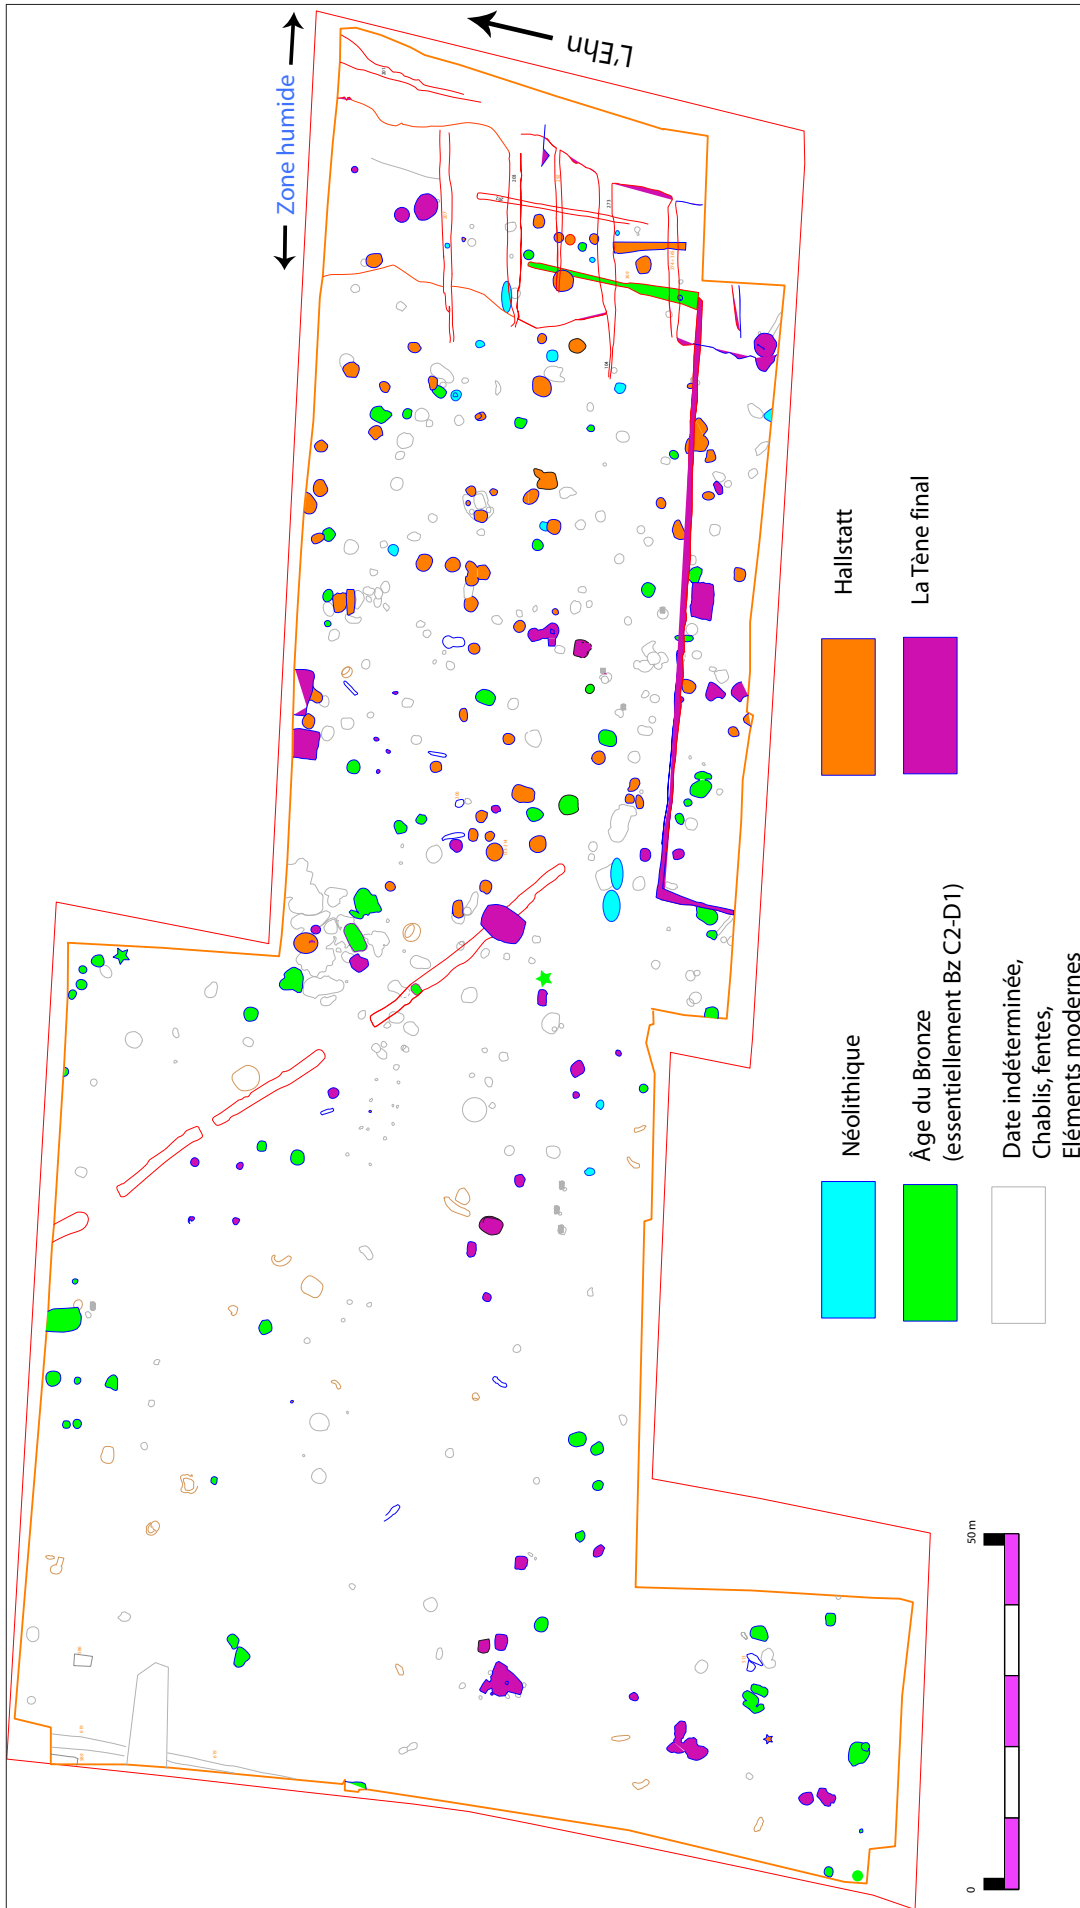 L'Ehn
Zone humide
Hallstatt
La Tène final
Néolithique
Âge du Bronze
(essentiellement Bz C2-D1)
Date indéterminée,
Chablis, fentes,
Eléments modernes
0
50 m